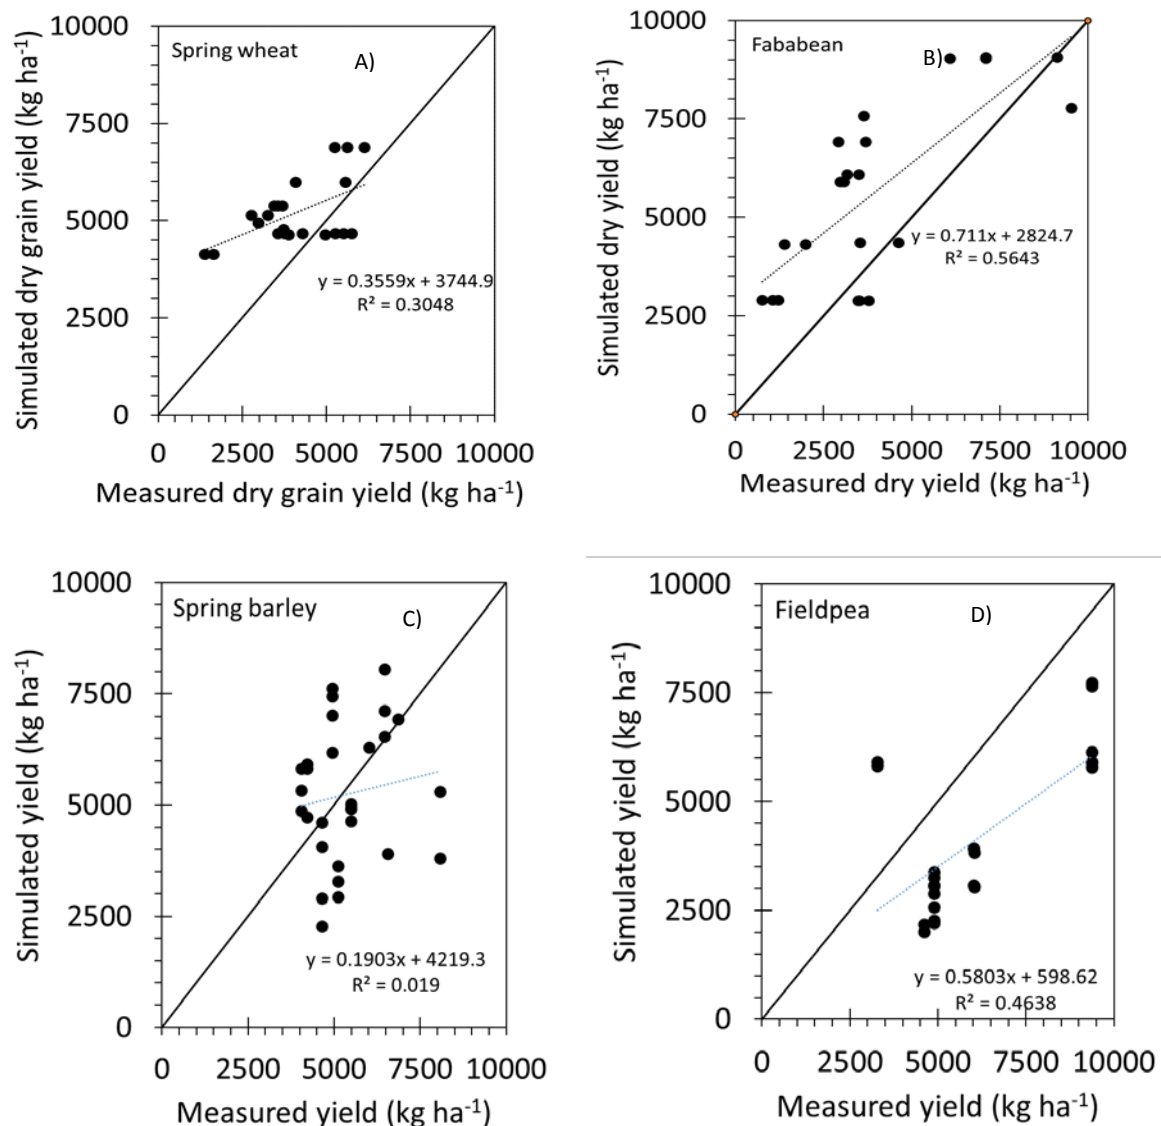 Spring wheat
A)
Simulated dry grain yield (kg ha⁻¹)
10000
7500
5000
2500
0
y = 0.3559x + 3744.9
R² = 0.3048
0 2500 5000 7500 10000
Measured dry grain yield (kg ha⁻¹)
Fababean
B)
Simulated dry yield (kg ha⁻¹)
10000
7500
5000
2500
0
y = 0.711x + 2824.7
R² = 0.5643
0 2500 5000 7500 10000
Measured dry yield (kg ha⁻¹)
Spring barley
C)
Simulated yield (kg ha⁻¹)
10000
7500
5000
2500
0
y = 0.1903x + 4219.3
R² = 0.019
0 2500 5000 7500 10000
Measured yield (kg ha⁻¹)
Fieldpea
D)
Simulated yield (kg ha⁻¹)
10000
7500
5000
2500
0
y = 0.5803x + 598.62
R² = 0.4638
0 2500 5000 7500 10000
Measured yield (kg ha⁻¹)